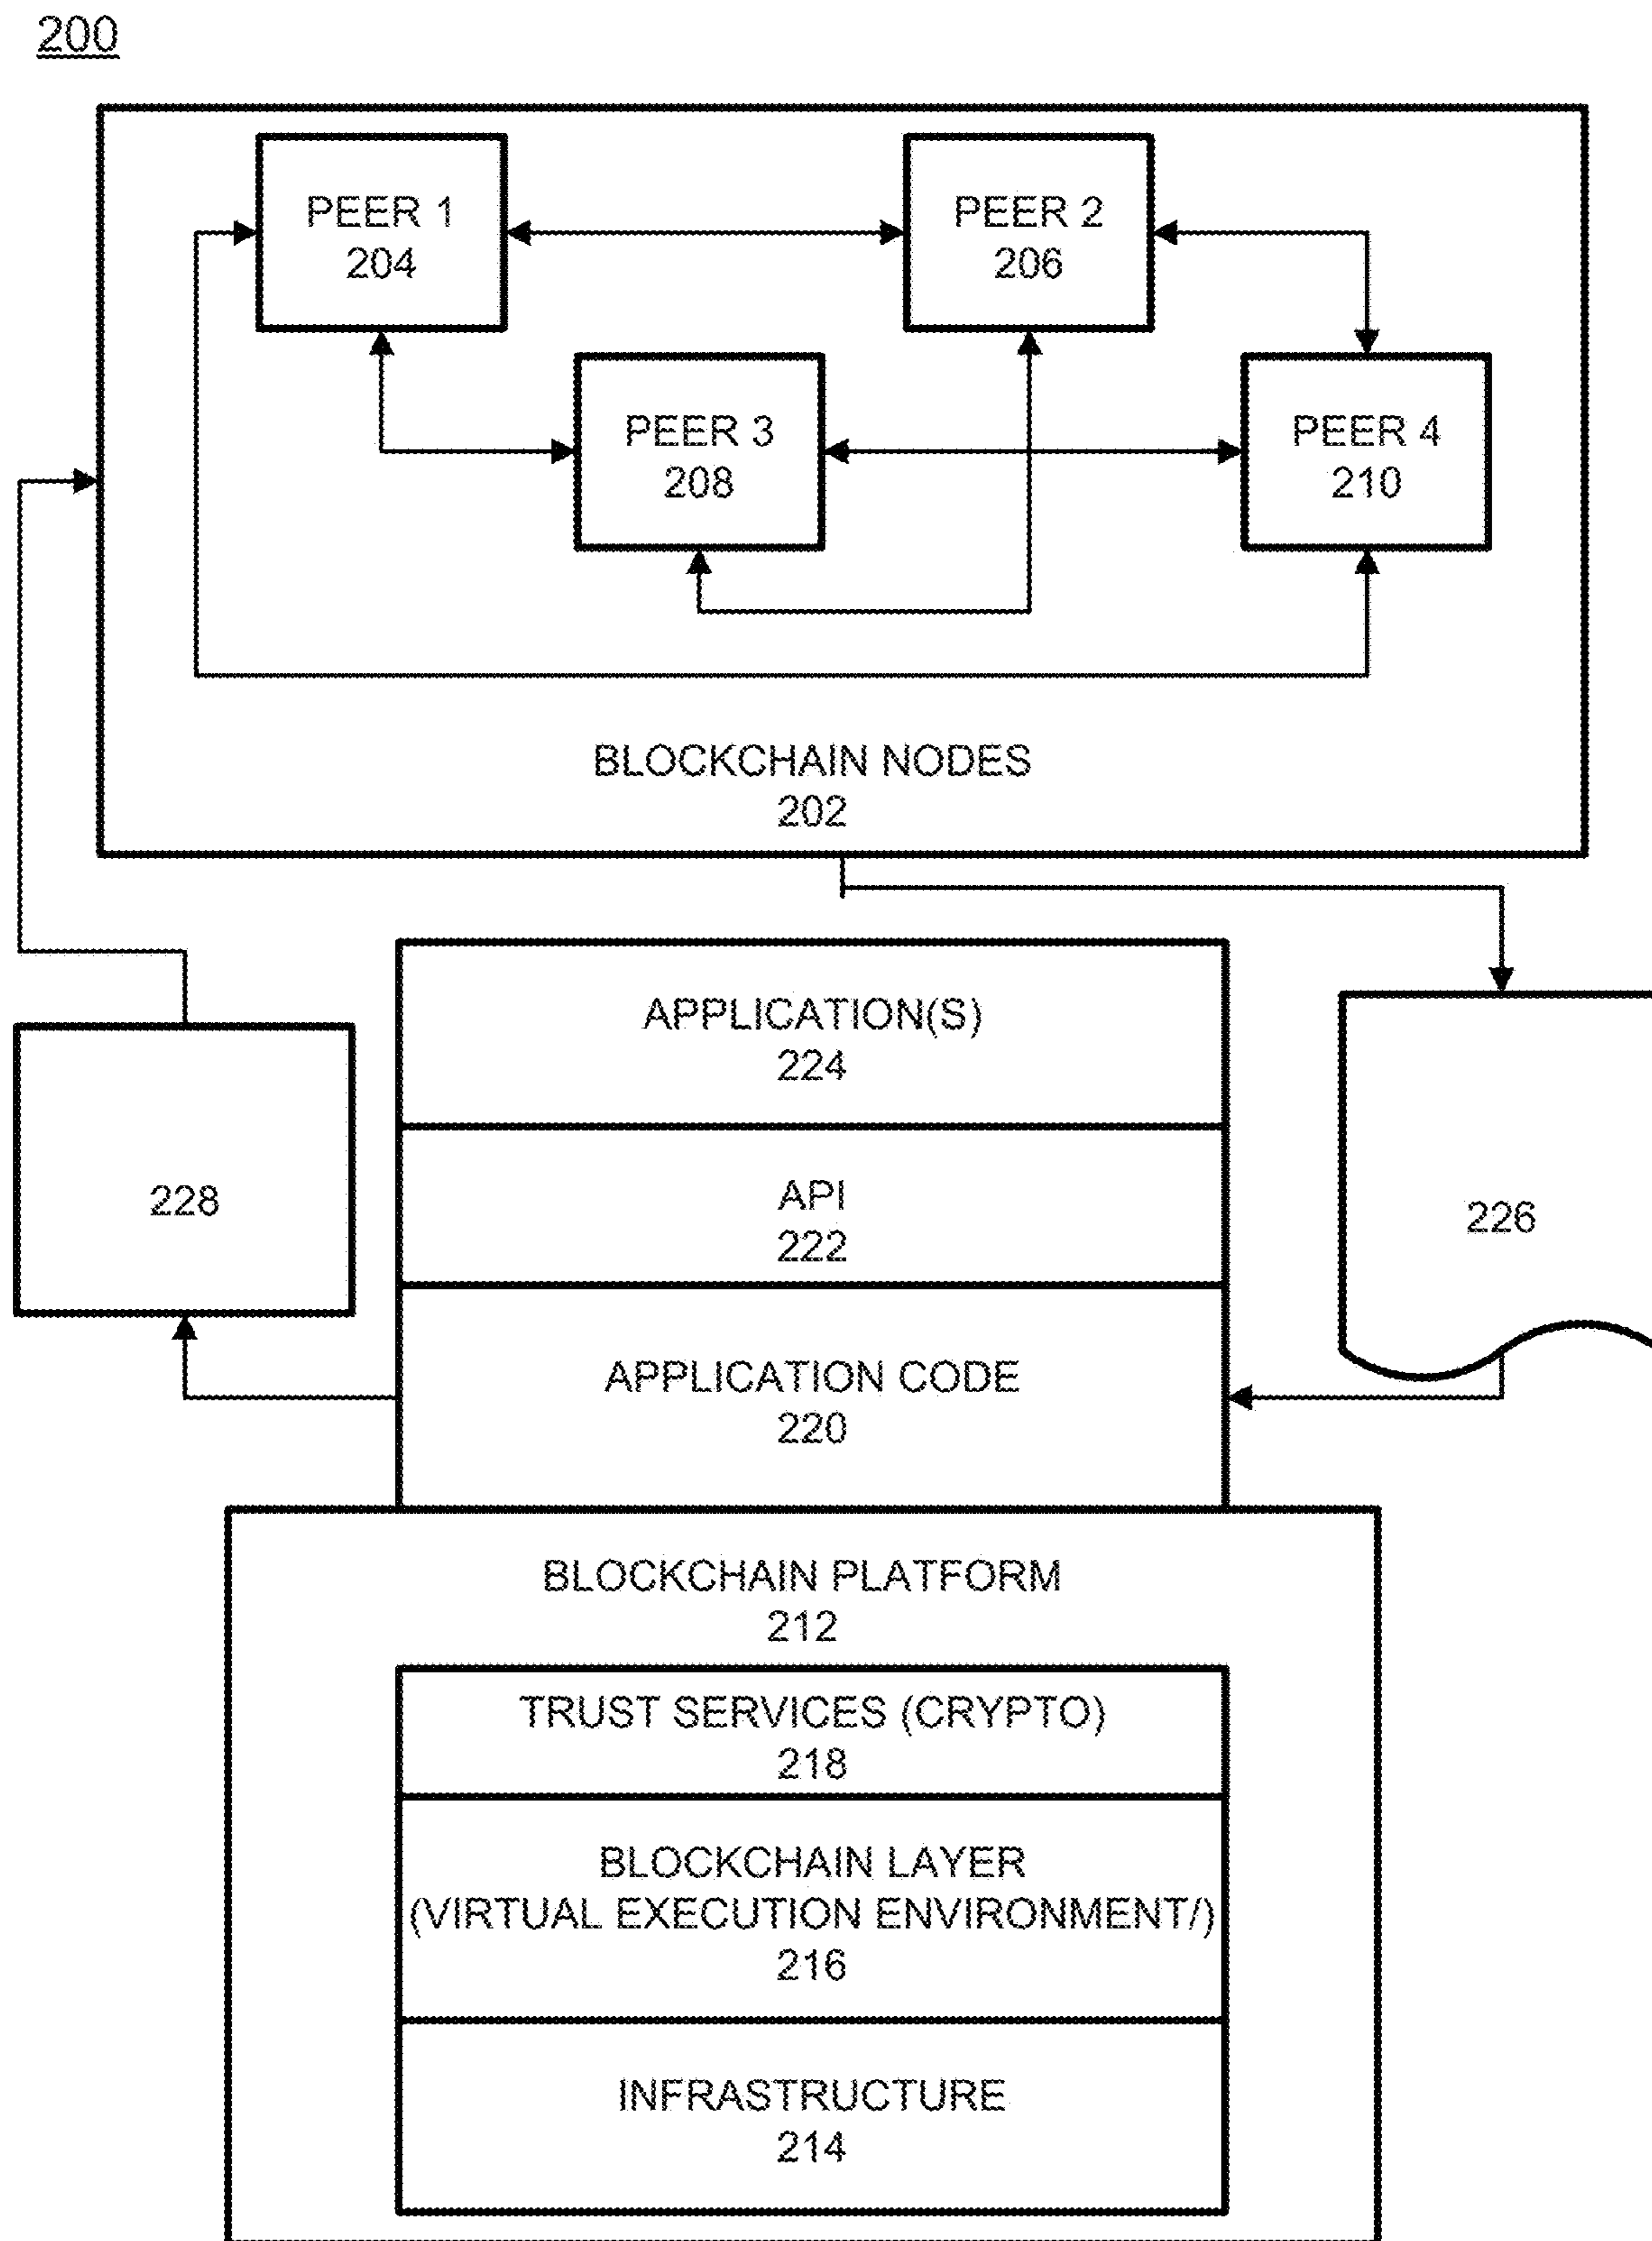 200
PEER 1
204
PEER 2
206
PEER 3
208
PEER 4
210
BLOCKCHAIN NODES
202
APPLICATION(S)
224
API
222
228
226
APPLICATION CODE
220
BLOCKCHAIN PLATFORM
212
TRUST SERVICES (CRYPTO)
218
BLOCKCHAIN LAYER
(VIRTUAL EXECUTION ENVIRONMENT/)
216
INFRASTRUCTURE
214